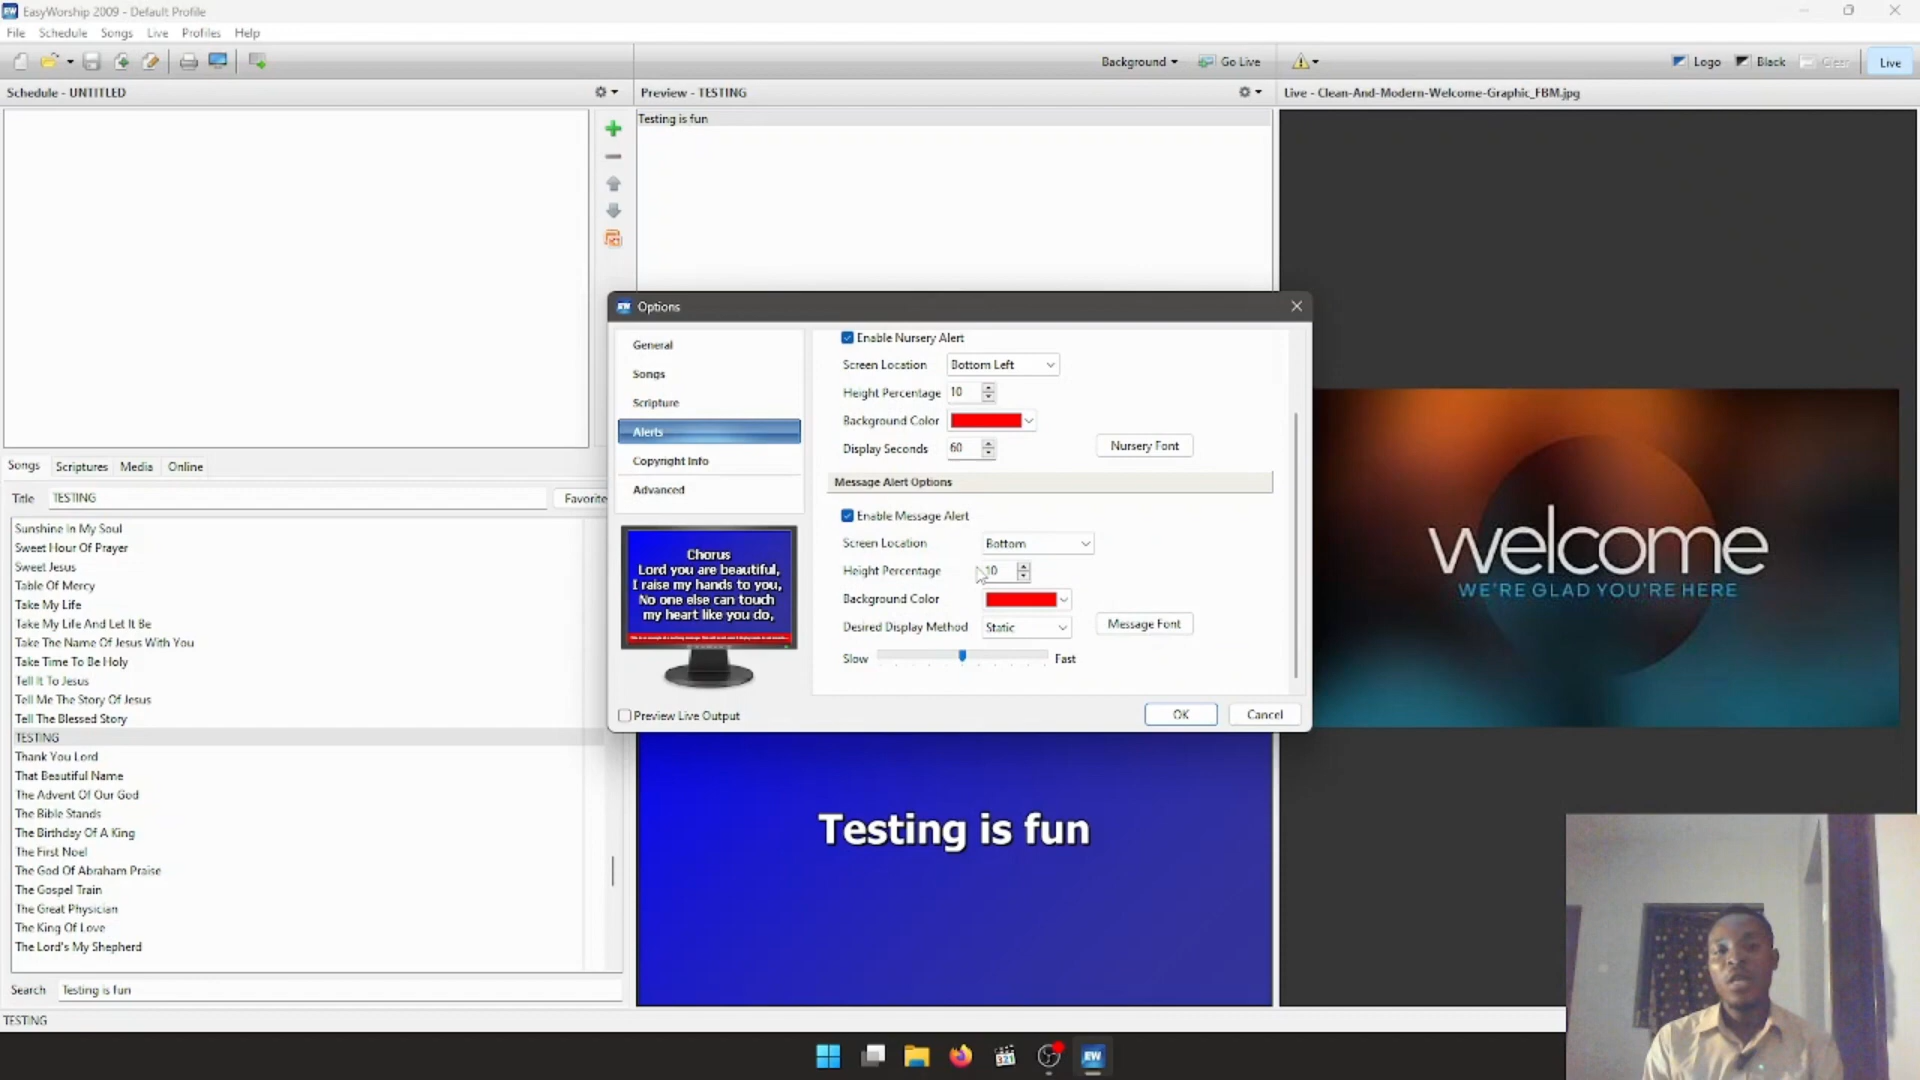 EasyWorship 2009 - Default Profile
File Schedule Songs Live Profiles Help
Background Go Live Logo Black Clear Live
Schedule - UNTITLED
Preview - TESTING
Live - Clean-And-Modern-Welcome-Graphic_FBM.jpg
Testing is fun
Options
General
Songs
Scripture
Alerts
Copyright Info
Advanced
Enable Nursery Alert
Screen Location Bottom Left
Height Percentage 10
Background Color
Display Seconds 60 Nursery Font
Message Alert Options
Enable Message Alert
Screen Location Bottom
Height Percentage 10
Background Color
Desired Display Method Static Message Font
Slow Fast
Chorus
Lord you are beautiful,
I raise my hands to you,
No one else can touch
my heart like you do,
Preview Live Output OK Cancel
Songs Scriptures Media Online
Title TESTING Favorite
Sunshine In My Soul
Sweet Hour Of Prayer
Sweet Jesus
Table Of Mercy
Take My Life
Take My Life And Let It Be
Take The Name Of Jesus With You
Take Time To Be Holy
Tell It To Jesus
Tell Me The Story Of Jesus
Tell The Blessed Story
TESTING
Thank You Lord
That Beautiful Name
The Advent Of Our God
The Bible Stands
The Birthday Of A King
The First Noel
The God Of Abraham Praise
The Gospel Train
The Great Physician
The King Of Love
The Lord's My Shepherd
Search Testing is fun
TESTING
Testing is fun
welcome
WE'RE GLAD YOU'RE HERE
321
EW